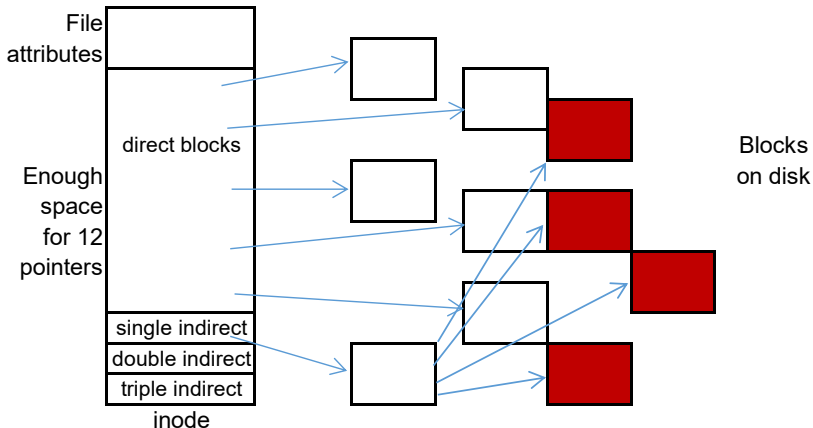 File
attributes
direct blocks
Enough
space
for 12
pointers
single indirect
double indirect
triple indirect
inode
Blocks
on disk